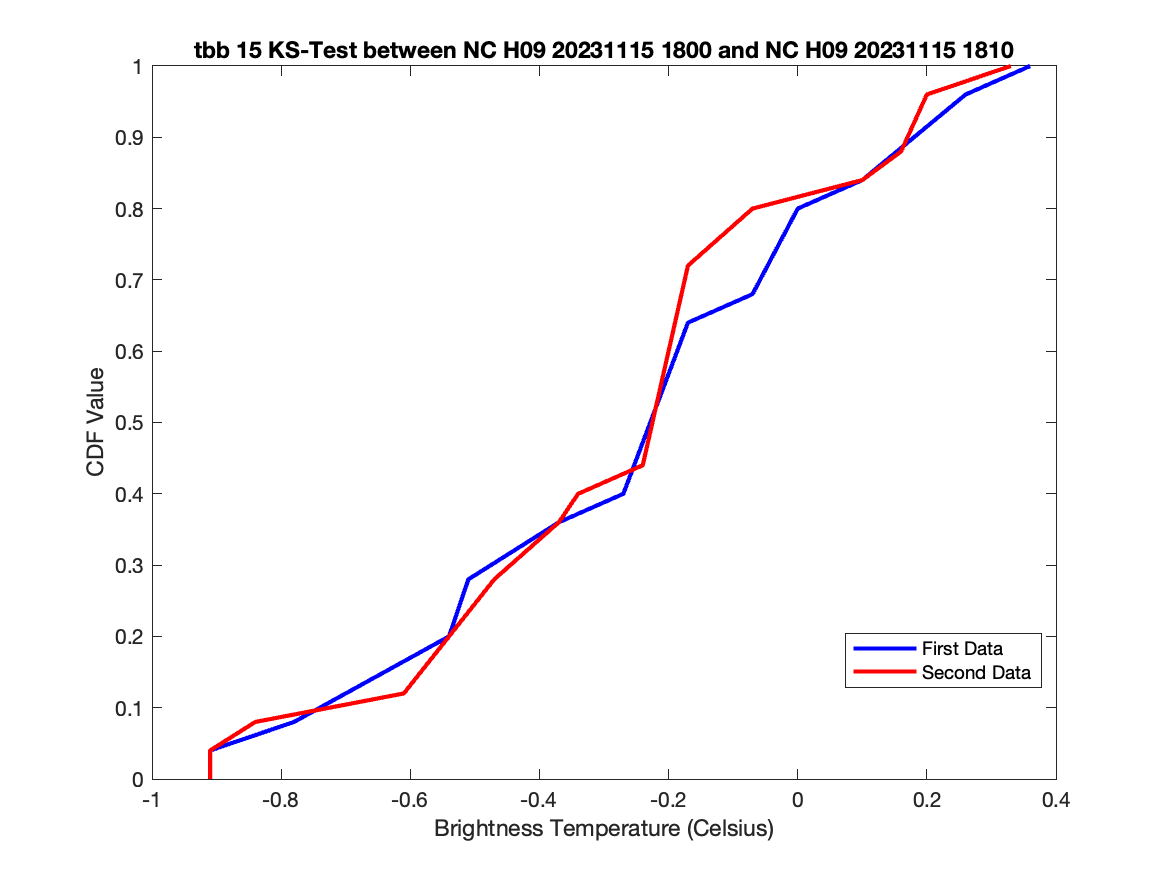 tbb 15 KS-Test between NC H09 20231115 1800 and NC H09 20231115 1810
1
0.9
0.8
0.7
0.6
0.5
0.4
0.3
0.2
0.1
0
CDF Value
First Data
Second Data
-1 -0.8 -0.6 -0.4 -0.2 0 0.2 0.4
Brightness Temperature (Celsius)